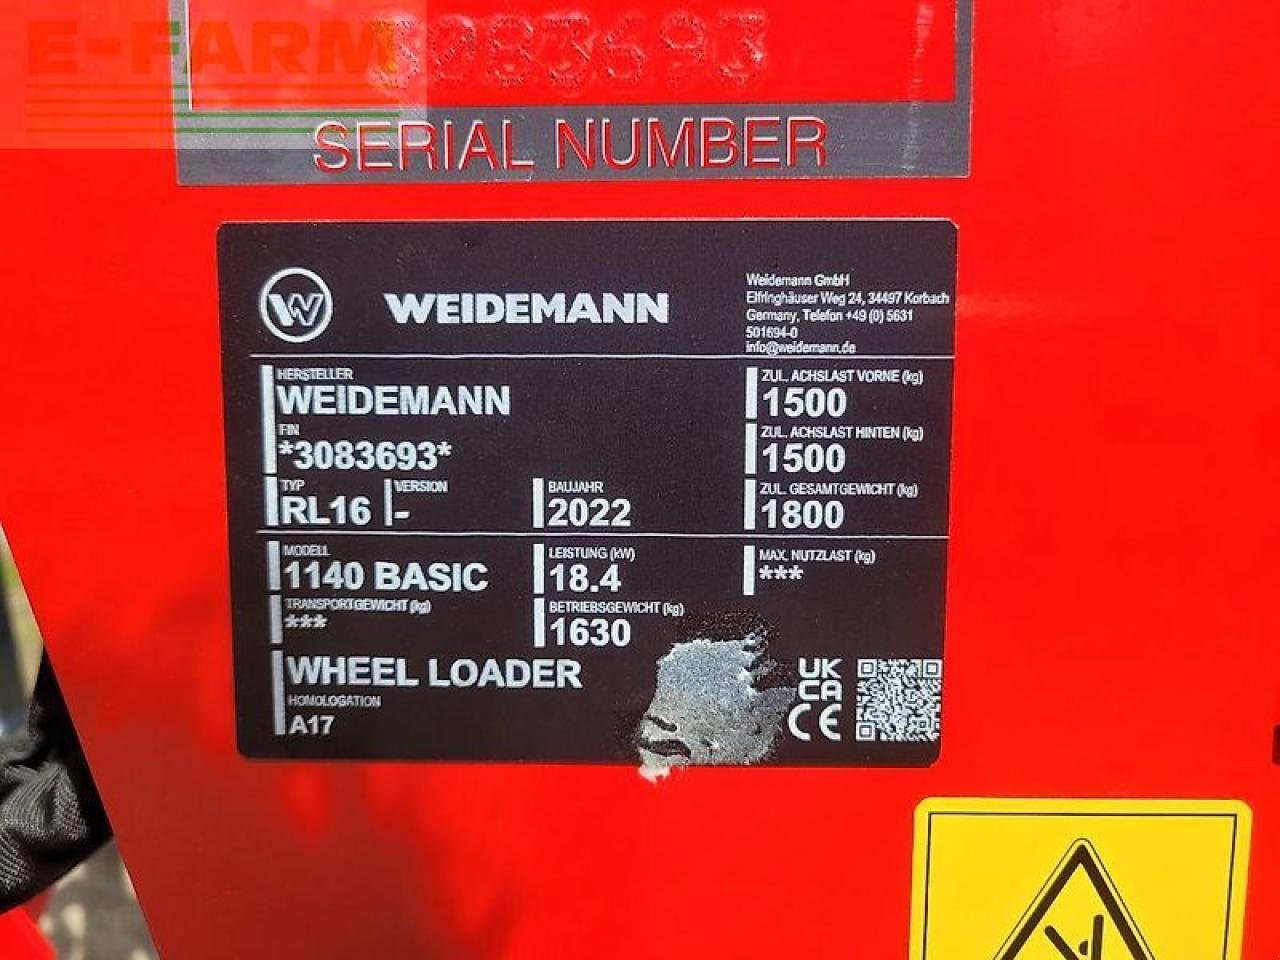 E-FARM
3083693
SERIAL NUMBER
W WEIDEMANN
Weidemann GmbH
Elfringhäuser Weg 24, 34497 Korbach
Germany, Telefon +49 (0) 5631
501694-0
info@weidemann.de
HERSTELLER
WEIDEMANN
FIN
*3083693*
TYP
RL16
VERSION
-
BAUJAHR
2022
ZUL. ACHSLAST VORNE (kg)
1500
ZUL. ACHSLAST HINTEN (kg)
1500
ZUL. GESAMTGEWICHT (kg)
1800
MODELL
1140 BASIC
LEISTUNG (kW)
18.4
MAX. NUTZLAST (kg)
***
TRANSPORTGEWICHT (kg)
***
BETRIEBSGEWICHT (kg)
1630
WHEEL LOADER
HOMOLOGATION
A17
UK
CA
CE